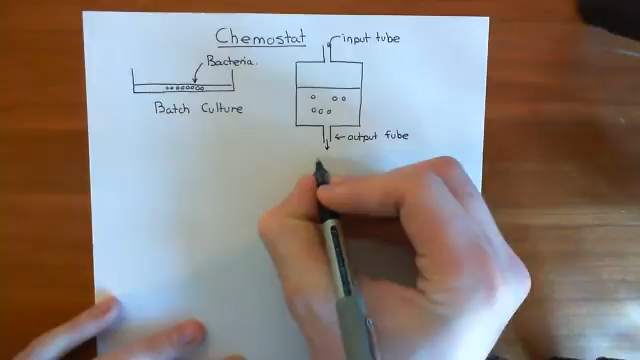 Chemostat
input tube
Bacteria.
Batch Culture
output tube